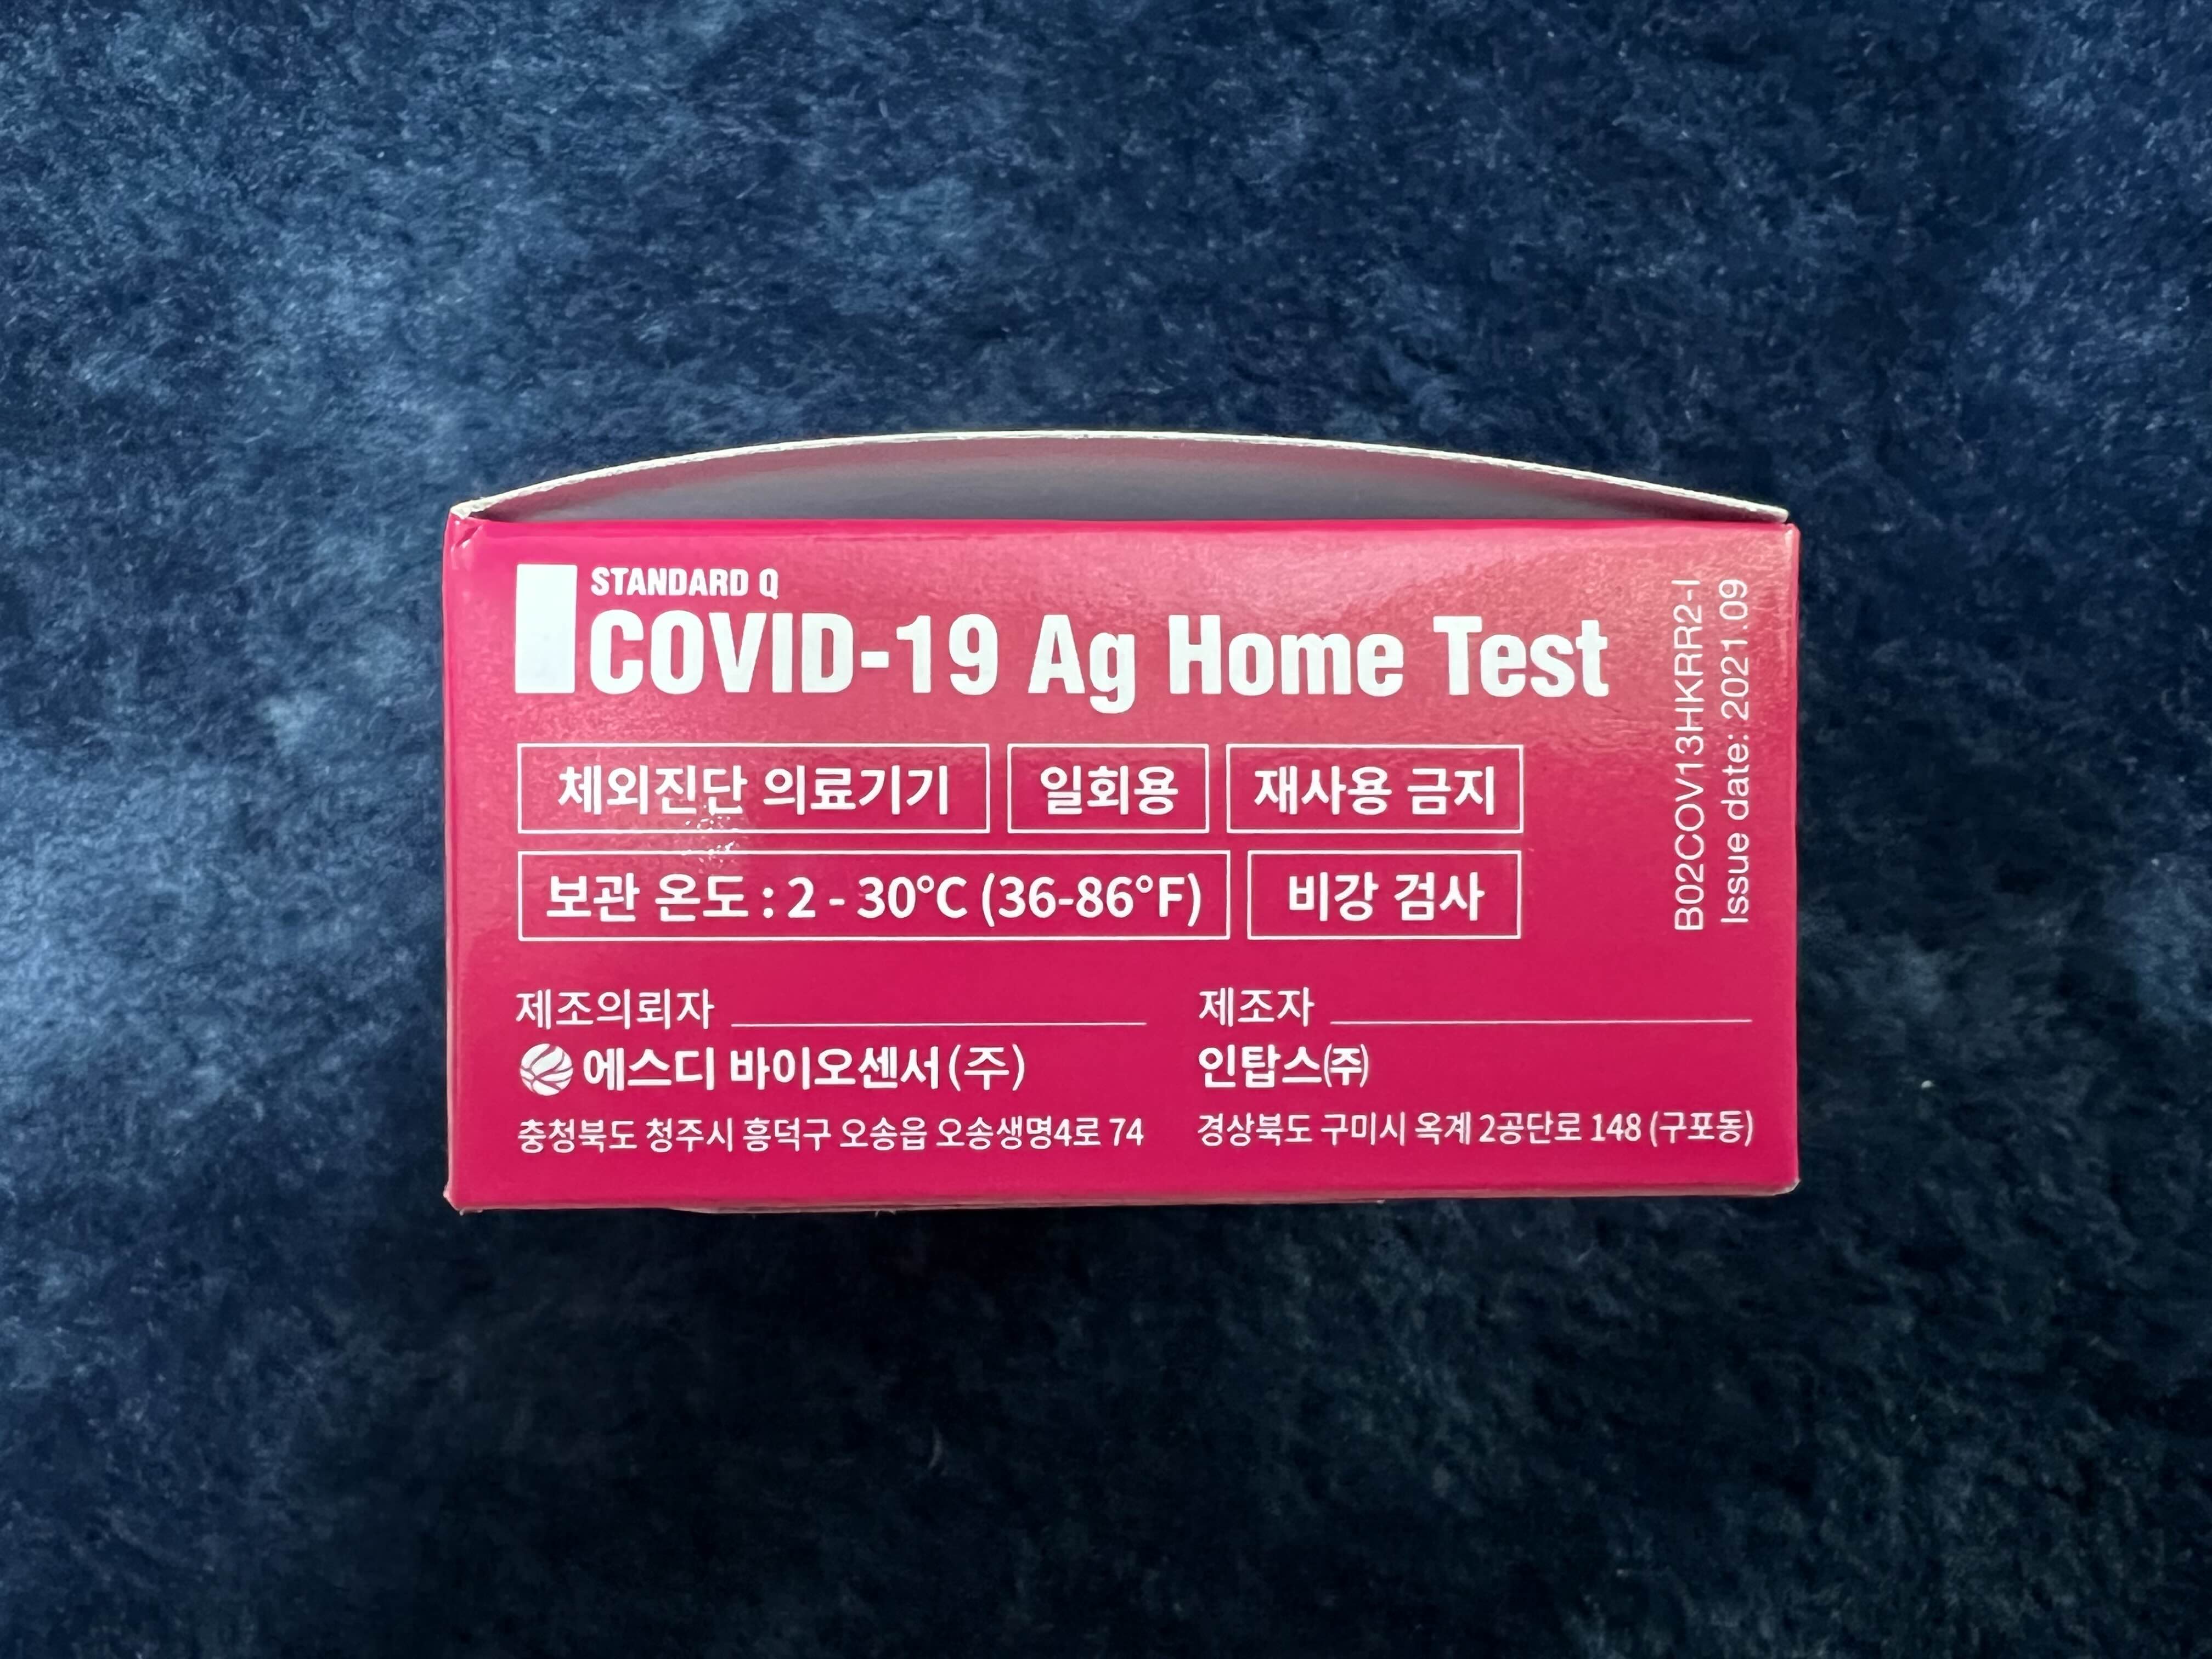 STANDARD Q
COVID-19 Ag Home Test
체외진단 의료기기 일회용 재사용 금지
보관 온도 : 2 - 30°C (36-86°F) 비강 검사
제조의뢰자
에스디 바이오센서(주)
충청북도 청주시 흥덕구 오송읍 오송생명4로 74
제조자
인탑스㈜
경상북도 구미시 옥계 2공단로 148 (구포동)
B02COV13HKRR2-I
Issue date: 2021.09